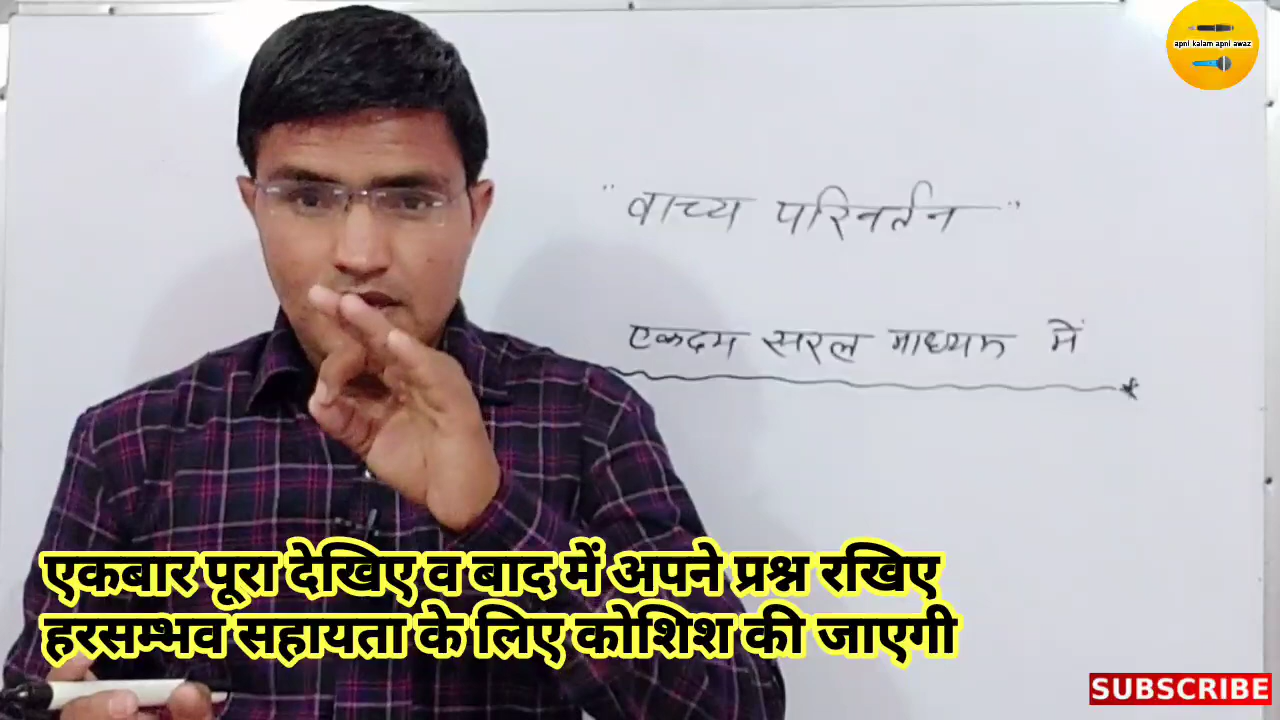 apni kalam apni awaz
"वाच्य परिवर्तन"
एकदम सरल माध्यम में
एकबार पूरा देखिए व बाद में अपने प्रश्न रखिए
हरसम्भव सहायता के लिए कोशिश की जाएगी
SUBSCRIBE